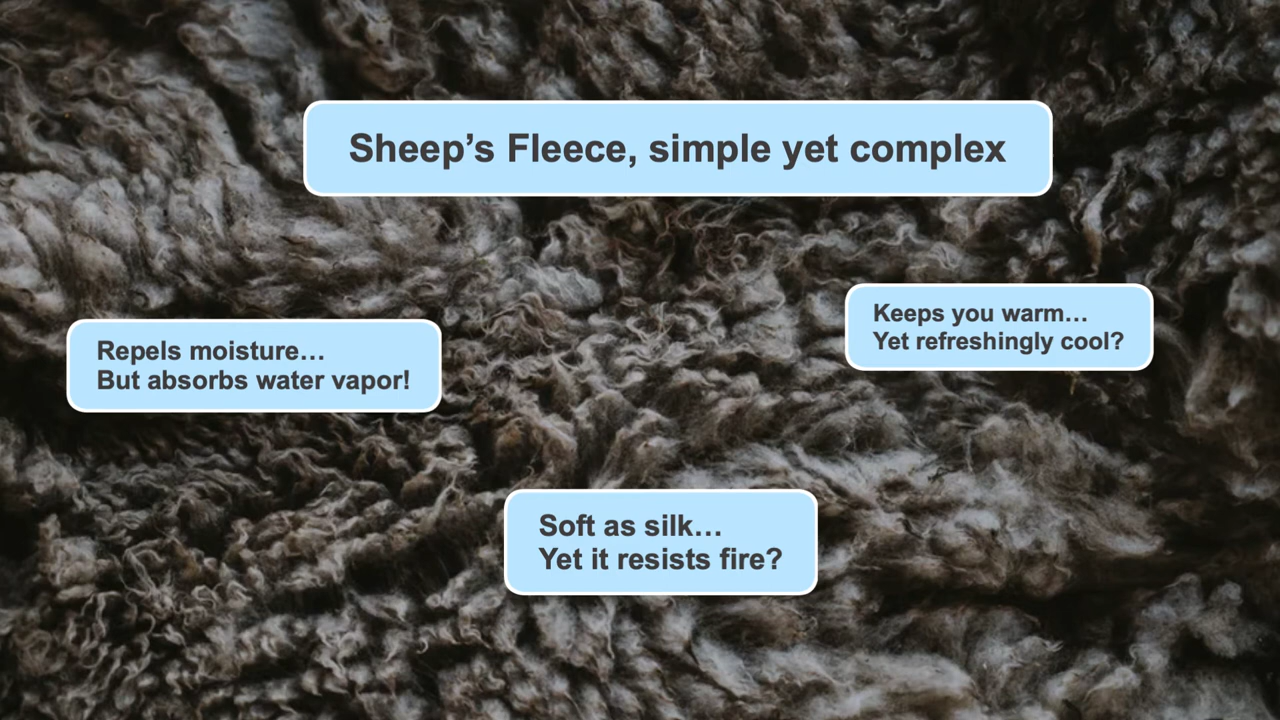 Sheep’s Fleece, simple yet complex
Repels moisture…
But absorbs water vapor!
Keeps you warm…
Yet refreshingly cool?
Soft as silk…
Yet it resists fire?